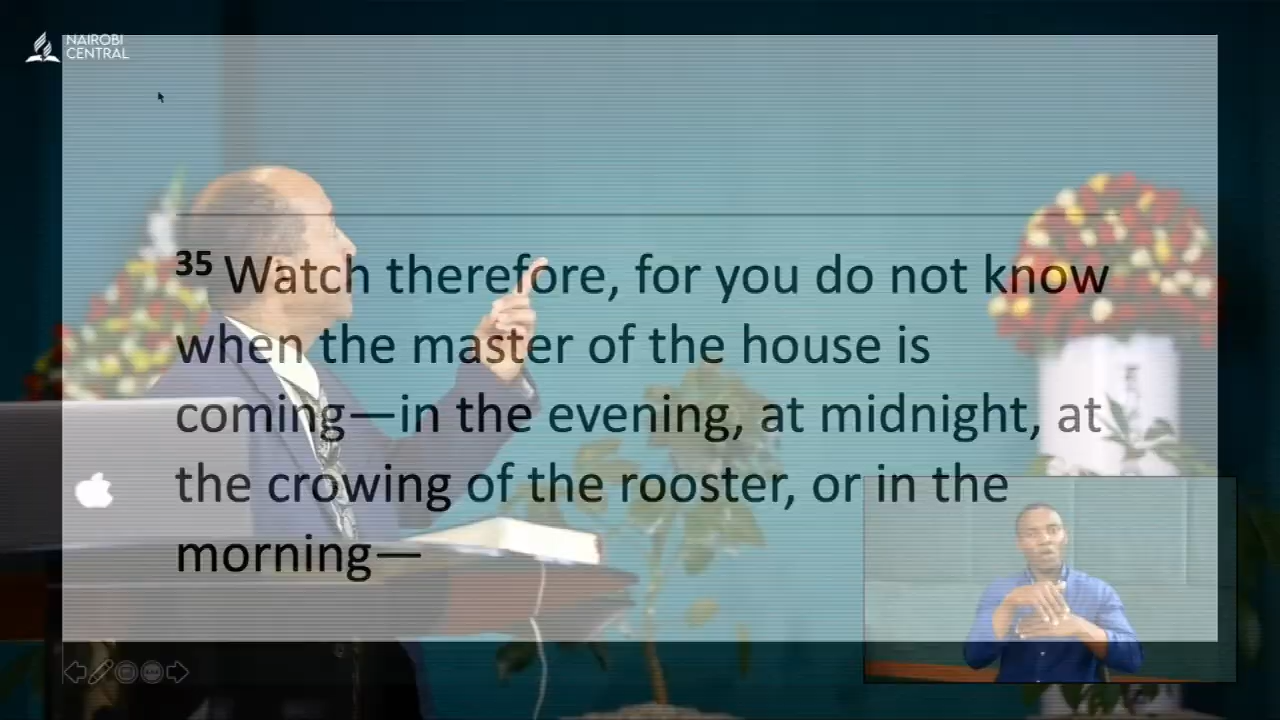 NAIROBI
CENTRAL
35 Watch therefore, for you do not know
when the master of the house is
coming—in the evening, at midnight, at
the crowing of the rooster, or in the
morning—